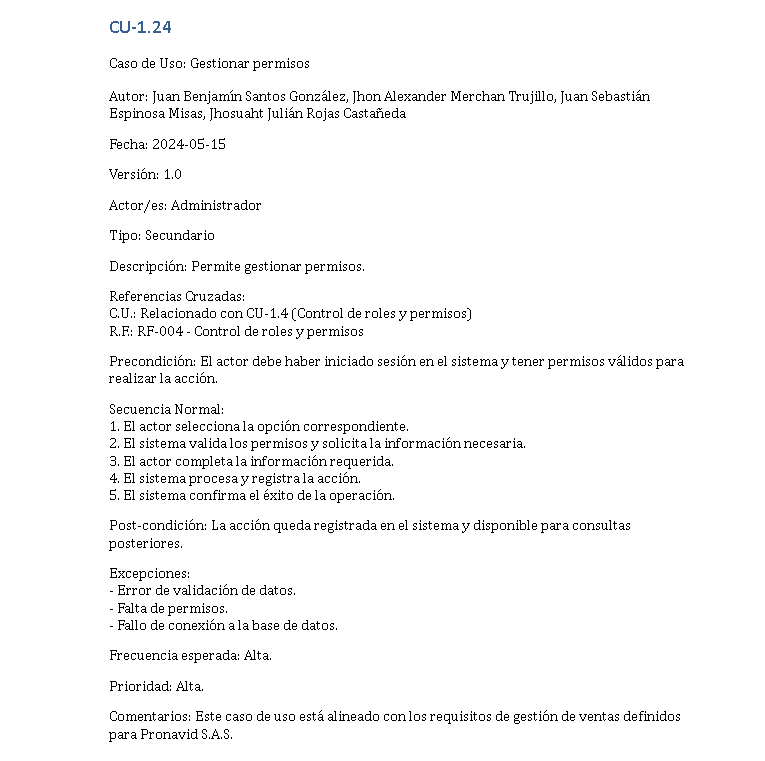 CU-1.24
Caso de Uso: Gestionar permisos
Autor: Juan Benjamín Santos González, Jhon Alexander Merchan Trujillo, Juan Sebastián
Espinosa Misas, Jhosuaht Julián Rojas Castañeda
Fecha: 2024-05-15
Versión: 1.0
Actor/es: Administrador
Tipo: Secundario
Descripción: Permite gestionar permisos.
Referencias Cruzadas:
C.U.: Relacionado con CU-1.4 (Control de roles y permisos)
R.F.: RF-004 - Control de roles y permisos
Precondición: El actor debe haber iniciado sesión en el sistema y tener permisos válidos para
realizar la acción.
Secuencia Normal:
1. El actor selecciona la opción correspondiente.
2. El sistema valida los permisos y solicita la información necesaria.
3. El actor completa la información requerida.
4. El sistema procesa y registra la acción.
5. El sistema confirma el éxito de la operación.
Post-condición: La acción queda registrada en el sistema y disponible para consultas
posteriores.
Excepciones:
- Error de validación de datos.
- Falta de permisos.
- Fallo de conexión a la base de datos.
Frecuencia esperada: Alta.
Prioridad: Alta.
Comentarios: Este caso de uso está alineado con los requisitos de gestión de ventas definidos
para Pronavid S.A.S.